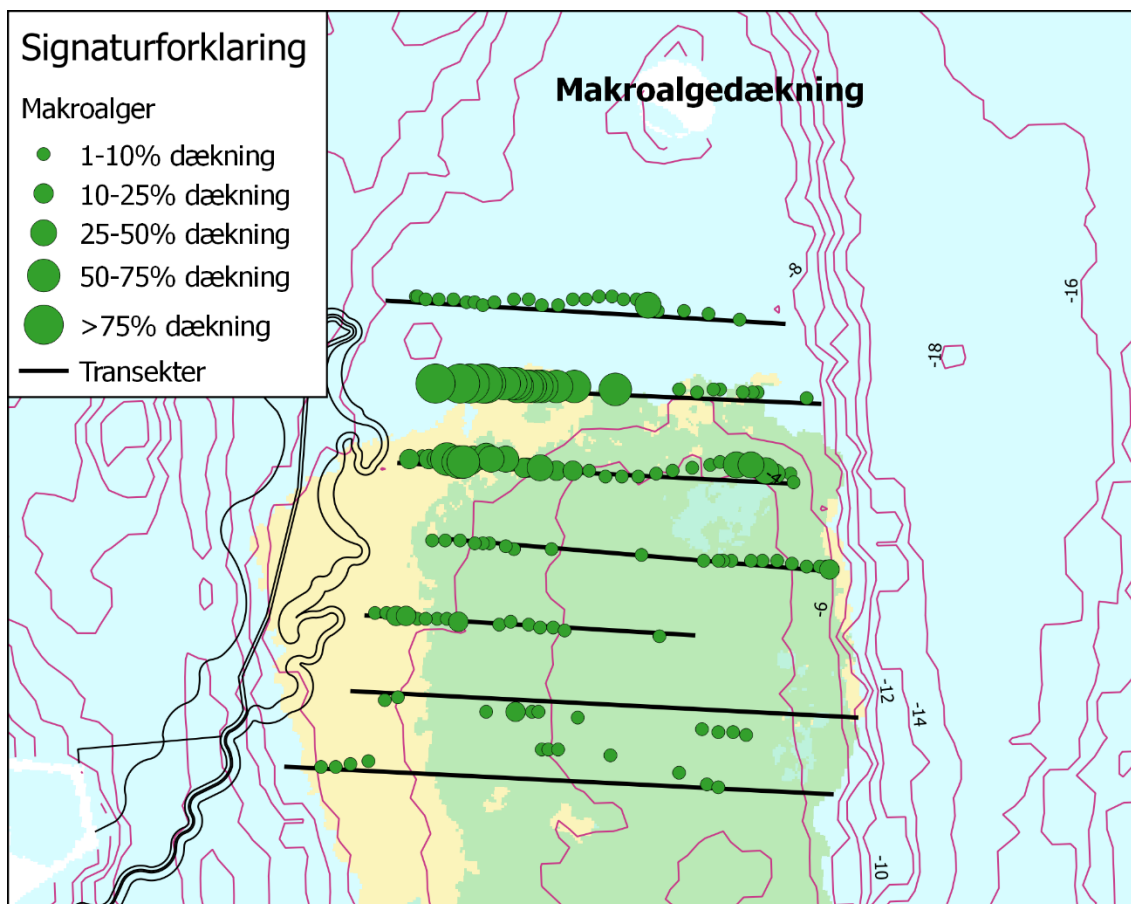 Signaturforklaring
Makroalger
1-10% dækning
10-25% dækning
25-50% dækning
50-75% dækning
>75% dækning
Transekter
Makroalgedækning
-8
-16
-18
-4
-6
-12
-14
-10